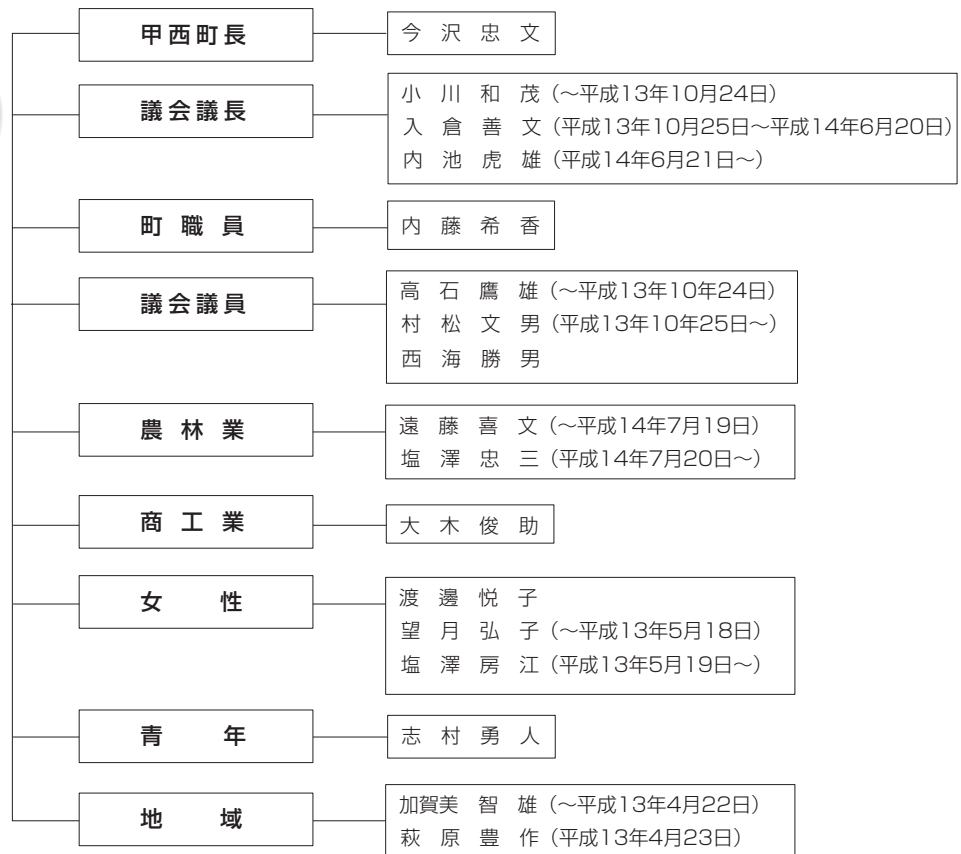 甲西町長
今沢忠文
議会議長
小川和茂（～平成13年10月24日）
入倉善文（平成13年10月25日～平成14年6月20日）
内池虎雄（平成14年6月21日～）
町職員
内藤希香
議会議員
高石鷹雄（～平成13年10年24日）
村松文男（平成13年10年25日～）
西海勝男
農林業
遠藤喜文（～平成14年7月19日）
塩澤忠三（平成14年7月20日～）
商工業
大木俊助
女性
渡邊悦子
望月弘子（～平成13年5月18日）
塩澤房江（平成13年5月19日～）
青年
志村勇人
地域
加賀美智雄（～平成13年4月22日）
萩原豊作（平成13年4月23日）